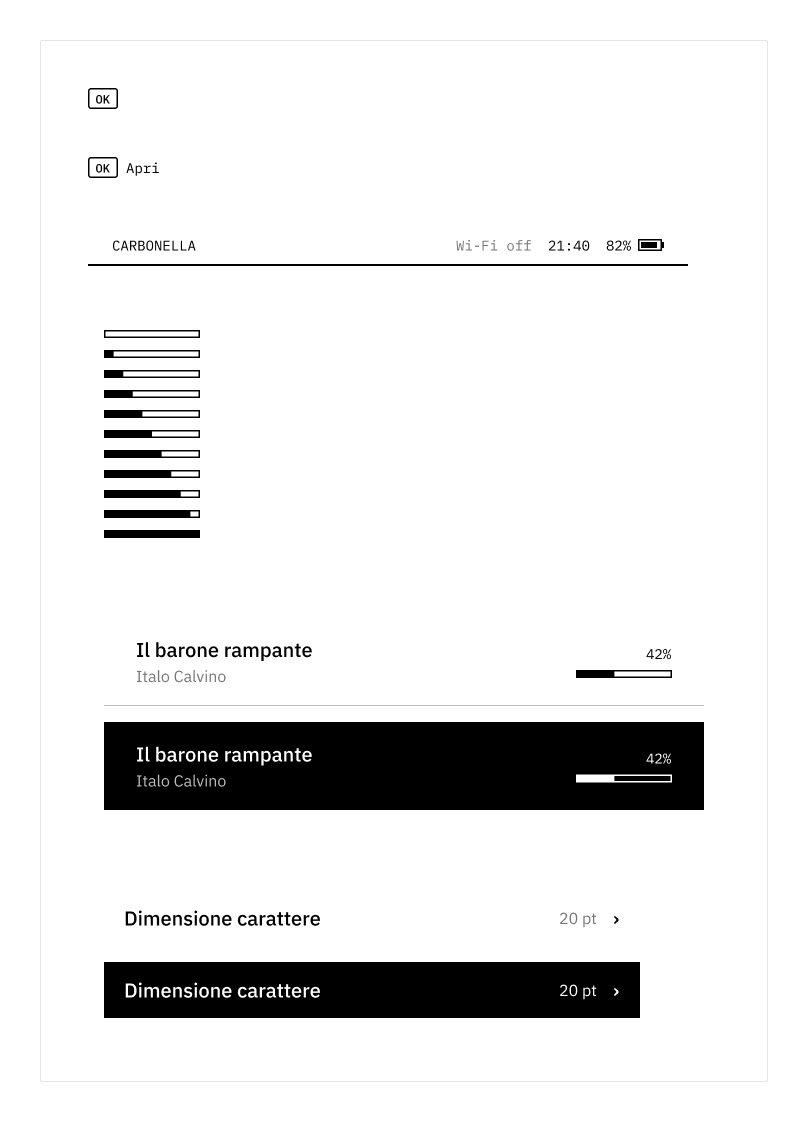 OK
OK Apri
CARBONELLA Wi-Fi off 21:40 82%
Il barone rampante 42%
Italo Calvino
Il barone rampante 42%
Italo Calvino
Dimensione carattere 20 pt ›
Dimensione carattere 20 pt ›